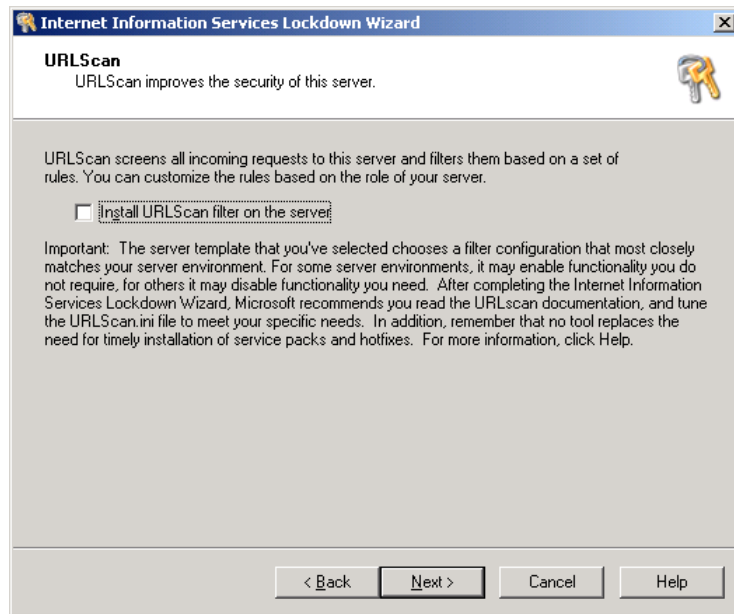 Internet Information Services Lockdown Wizard
URLScan
URLScan improves the security of this server.
URLScan screens all incoming requests to this server and filters them based on a set of
rules. You can customize the rules based on the role of your server.
Install URLScan filter on the server
Important:  The server template that you've selected chooses a filter configuration that most closely
matches your server environment. For some server environments, it may enable functionality you do
not require, for others it may disable functionality you need.  After completing the Internet Information
Services Lockdown Wizard, Microsoft recommends you read the URLscan documentation, and tune
the URLScan.ini file to meet your specific needs.  In addition, remember that no tool replaces the
need for timely installation of service packs and hotfixes.  For more information, click Help.
< Back
Next >
Cancel
Help